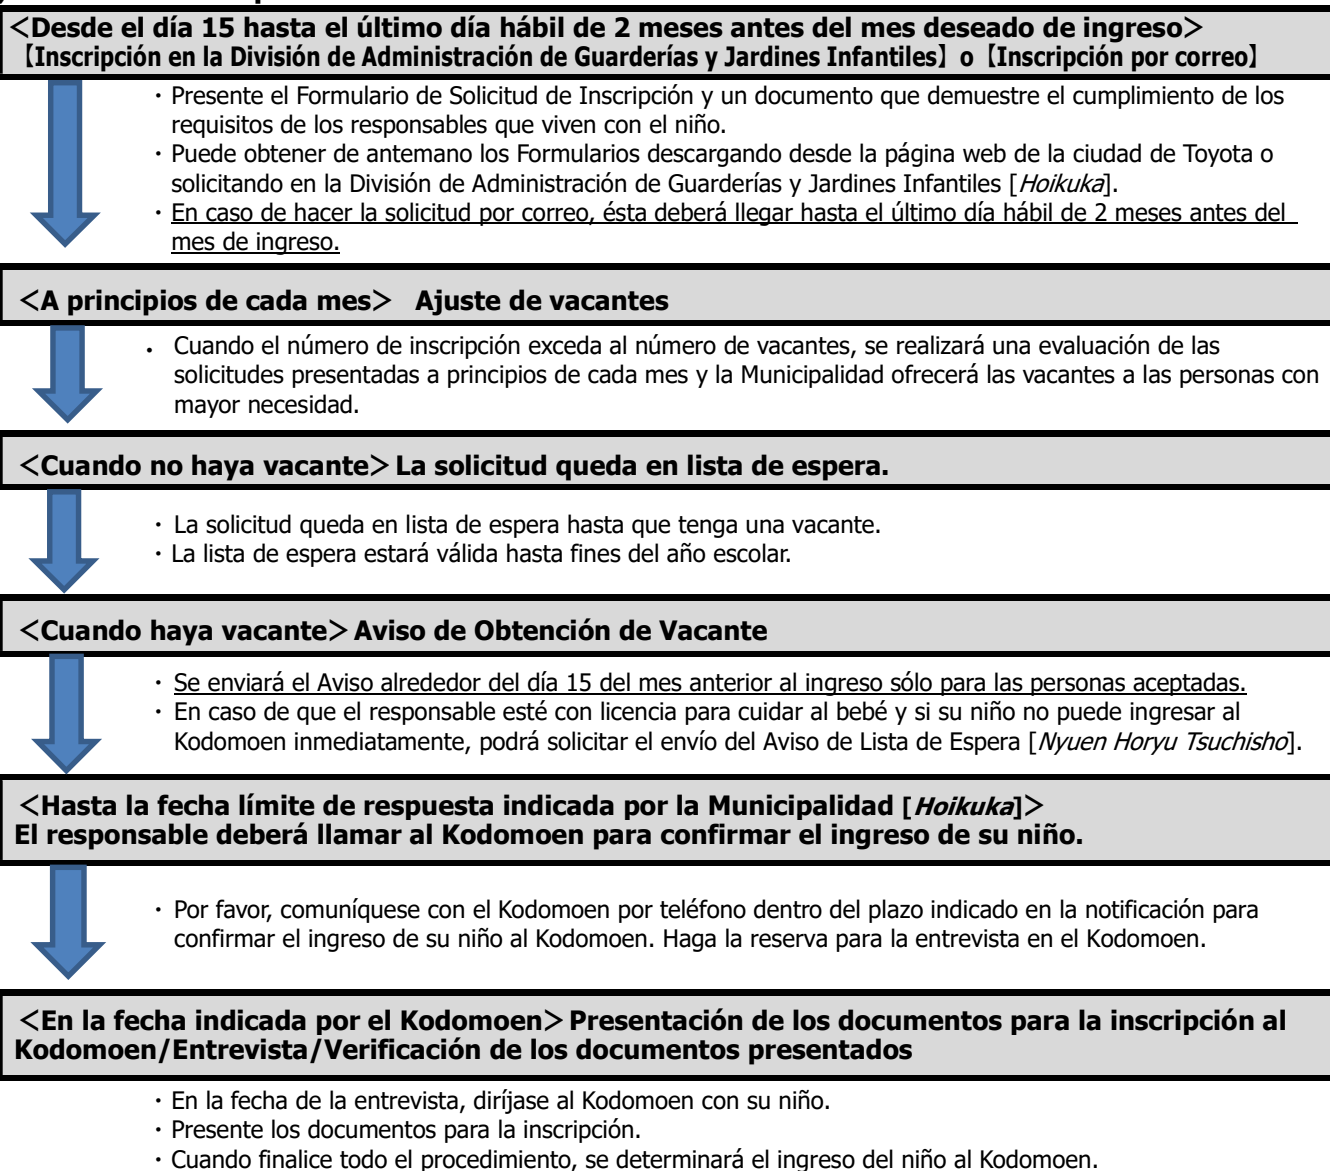 ＜Desde el día 15 hasta el último día hábil de 2 meses antes del mes deseado de ingreso＞
【Inscripción en la División de Administración de Guarderías y Jardines Infantiles】o【Inscripción por correo】
・Presente el Formulario de Solicitud de Inscripción y un documento que demuestre el cumplimiento de los
requisitos de los responsables que viven con el niño.
・Puede obtener de antemano los Formularios descargando desde la página web de la ciudad de Toyota o
solicitando en la División de Administración de Guarderías y Jardines Infantiles [Hoikuka].
・En caso de hacer la solicitud por correo, ésta deberá llegar hasta el último día hábil de 2 meses antes del
mes de ingreso.
＜A principios de cada mes＞ Ajuste de vacantes
・Cuando el número de inscripción exceda al número de vacantes, se realizará una evaluación de las
solicitudes presentadas a principios de cada mes y la Municipalidad ofrecerá las vacantes a las personas con
mayor necesidad.
＜Cuando no haya vacante＞La solicitud queda en lista de espera.
・La solicitud queda en lista de espera hasta que tenga una vacante.
・La lista de espera estará válida hasta fines del año escolar.
＜Cuando haya vacante＞Aviso de Obtención de Vacante
・Se enviará el Aviso alrededor del día 15 del mes anterior al ingreso sólo para las personas aceptadas.
・En caso de que el responsable esté con licencia para cuidar al bebé y si su niño no puede ingresar al
Kodomoen inmediatamente, podrá solicitar el envío del Aviso de Lista de Espera [Nyuen Horyu Tsuchisho].
＜Hasta la fecha límite de respuesta indicada por la Municipalidad [Hoikuka]＞
El responsable deberá llamar al Kodomoen para confirmar el ingreso de su niño.
・Por favor, comuníquese con el Kodomoen por teléfono dentro del plazo indicado en la notificación para
confirmar el ingreso de su niño al Kodomoen. Haga la reserva para la entrevista en el Kodomoen.
＜En la fecha indicada por el Kodomoen＞Presentación de los documentos para la inscripción al
Kodomoen/Entrevista/Verificación de los documentos presentados
・En la fecha de la entrevista, diríjase al Kodomoen con su niño.
・Presente los documentos para la inscripción.
・Cuando finalice todo el procedimiento, se determinará el ingreso del niño al Kodomoen.